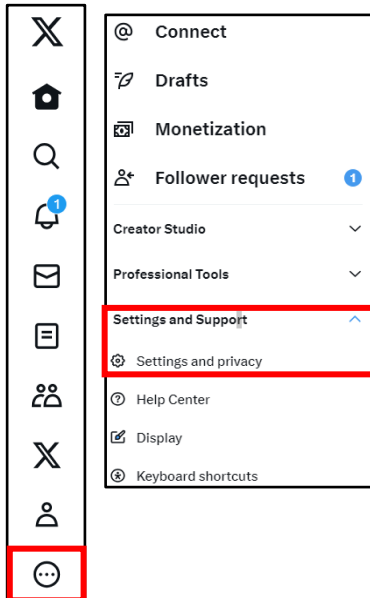 1
Connect
Drafts
Monetization
Follower requests 1
Creator Studio
Professional Tools
Settings and Support
Settings and privacy
Help Center
Display
Keyboard shortcuts